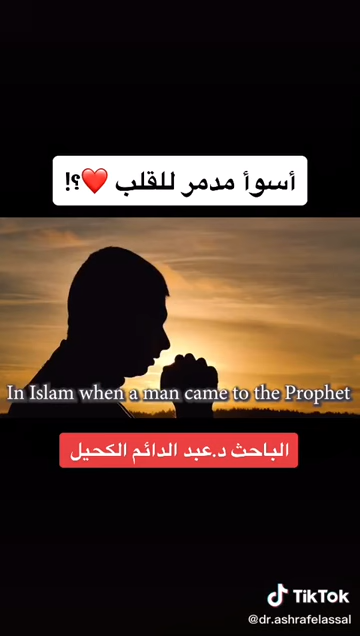 أسوأ مدمر للقلب ❤️؟!
In Islam when a man came to the Prophet
الباحث د.عبد الدائم الكحيل
TikTok
@dr.ashrafelassal